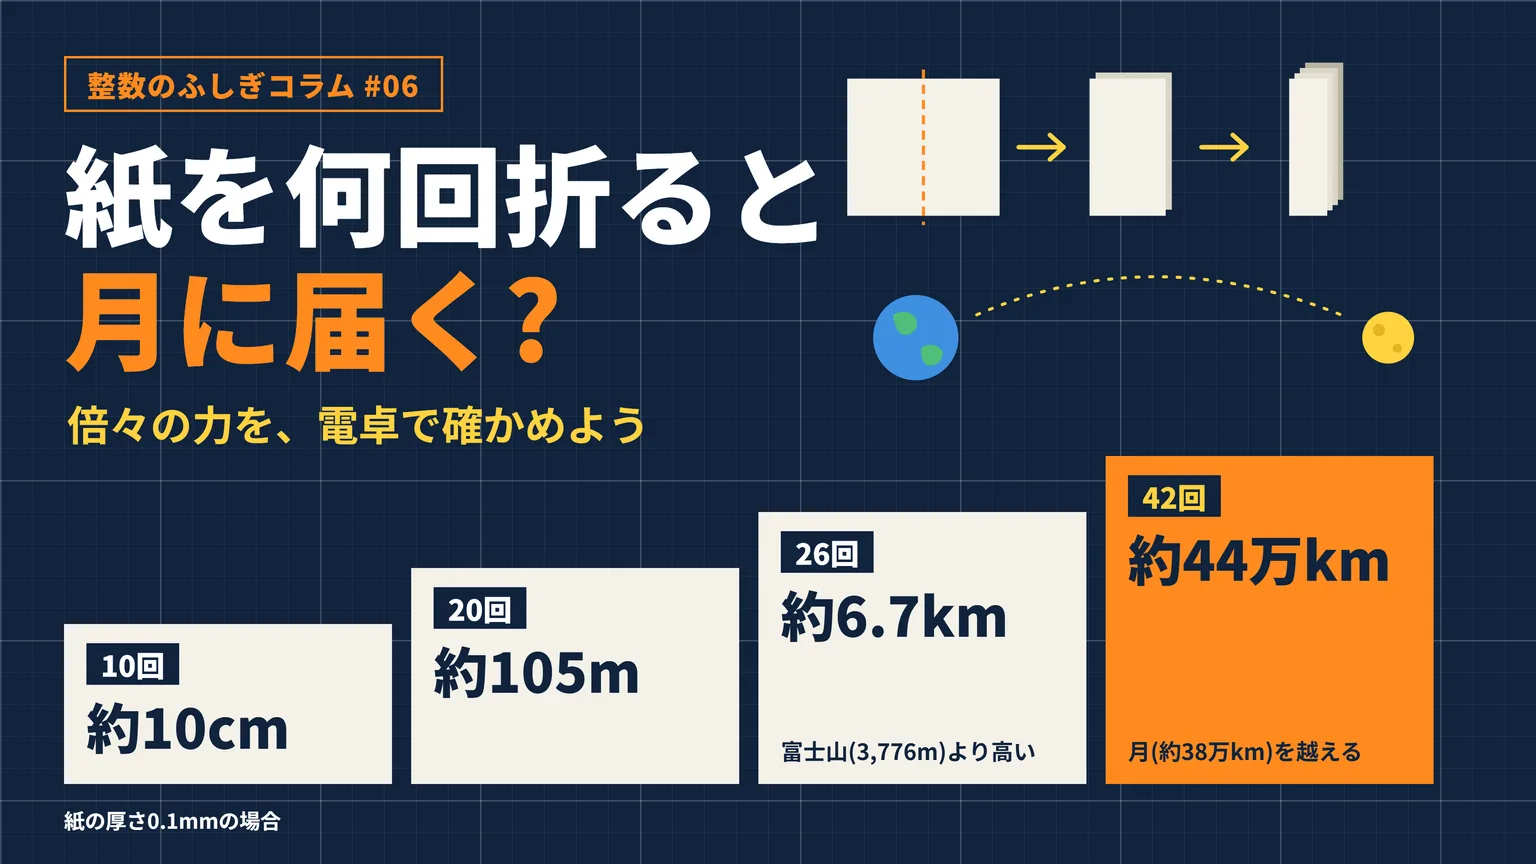 整数のふしぎコラム #06
紙を何回折ると
月に届く?
倍々の力を、電卓で確かめよう
10回
約10cm
20回
約105m
26回
約6.7km
富士山(3,776m)より高い
42回
約44万km
月(約38万km)を越える
紙の厚さ0.1mmの場合